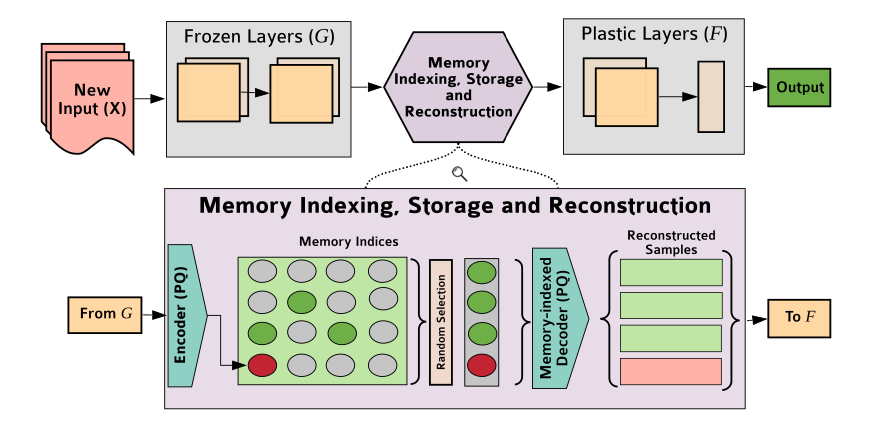 New
Input (X)
Frozen Layers (G)
Memory
Indexing, Storage
and
Reconstruction
Plastic Layers (F)
Output
Memory Indexing, Storage and Reconstruction
From G
Encoder (PQ)
Memory Indices
Random Selection
Memory-indexed
Decoder (PQ)
Reconstructed
Samples
To F